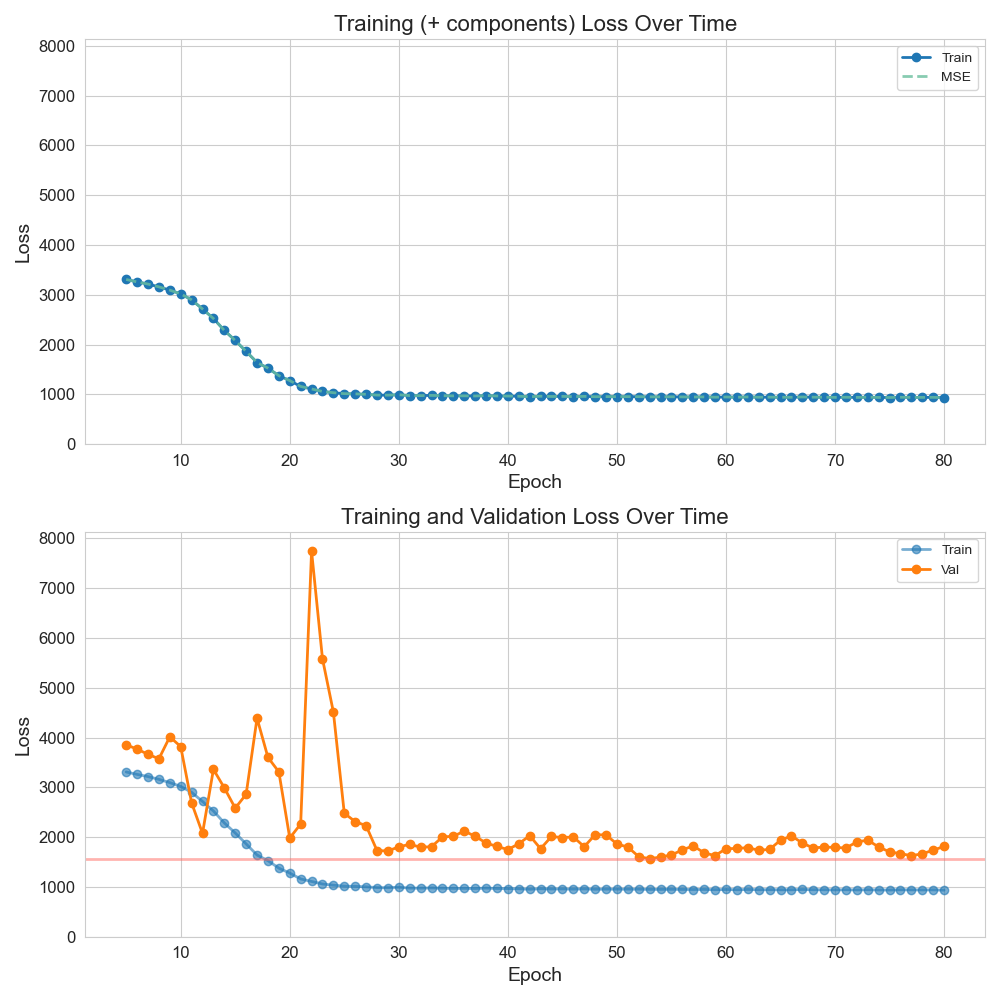 Training (+ components) Loss Over Time
8000
7000
6000
5000
4000
3000
2000
1000
0
Loss
Train
MSE
10 20 30 40 50 60 70 80
Epoch
Training and Validation Loss Over Time
8000
7000
6000
5000
4000
3000
2000
1000
0
Loss
Train
Val
10 20 30 40 50 60 70 80
Epoch